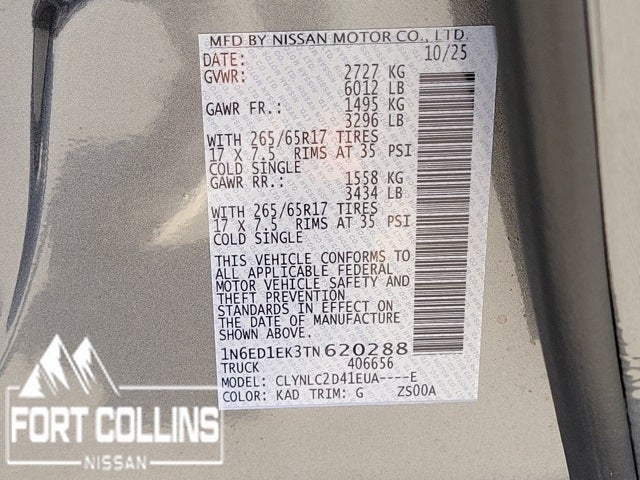 MFD BY NISSAN MOTOR CO., LTD.
DATE: 10/25
GVWR: 2727 KG
6012 LB
GAWR FR.: 1495 KG
3296 LB
WITH 265/65R17 TIRES
17 X 7.5 RIMS AT 35 PSI
COLD SINGLE
GAWR RR.: 1558 KG
3434 LB
WITH 265/65R17 TIRES
17 X 7.5 RIMS AT 35 PSI
COLD SINGLE
THIS VEHICLE CONFORMS TO
ALL APPLICABLE FEDERAL
MOTOR VEHICLE SAFETY AND
THEFT PREVENTION
STANDARDS IN EFFECT ON
THE DATE OF MANUFACTURE
SHOWN ABOVE.
1N6ED1EK3TN620288
TRUCK 406656
MODEL: CLYNLC2D41EUA----E
COLOR: KAD TRIM: G ZS00A
FORT COLLINS
NISSAN